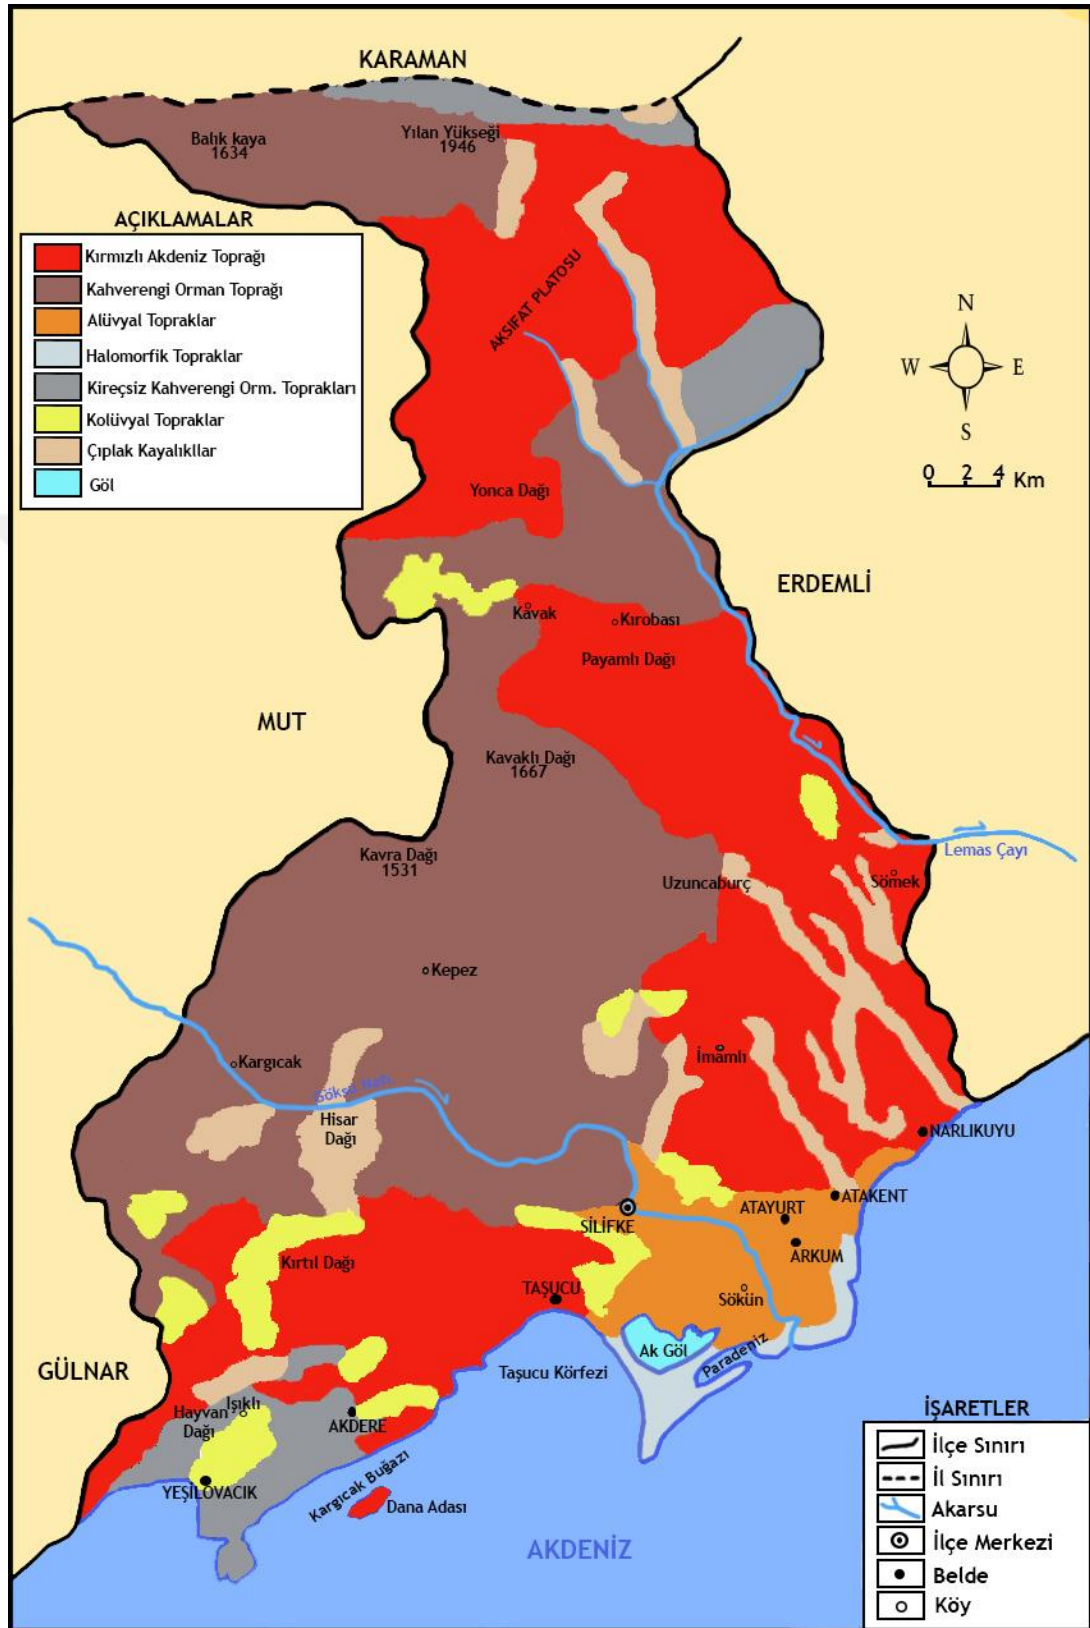 KARAMAN
Balık kaya
1634
Yılan Yükseği
1946
AÇIKLAMALAR
Kırmızlı Akdeniz Toprağı
Kahverengi Orman Toprağı
Alüvyal Topraklar
Halomorfik Topraklar
Kireçsiz Kahverengi Orm. Toprakları
Kolüvyal Topraklar
Çıplak Kayalıkllar
Göl
AKSIFAT PLATOSU
N
W
E
S
0 2 4 Km
Yonca Dağı
ERDEMLİ
Kavak
Kırobası
Payamlı Dağı
MUT
Kavaklı Dağı
1667
Lemas Çayı
Kavra Dağı
1531
Uzuncaburç
Sömek
Kepez
İmamlı
Kargıcak
Göksu Nehri
Hisar
Dağı
NARLIKUYU
ATAKENT
ATAYURT
SİLİFKE
ARKUM
Kırtıl Dağı
TAŞUCU
Sökün
Ak Göl
Paradeniz
Taşucu Körfezi
GÜLNAR
Işıklı
Hayvan
Dağı
AKDERE
YEŞİLOVACIK
Kargıcak Buğazı
Dana Adası
AKDENİZ
İŞARETLER
İlçe Sınırı
İl Sınırı
Akarsu
İlçe Merkezi
Belde
Köy